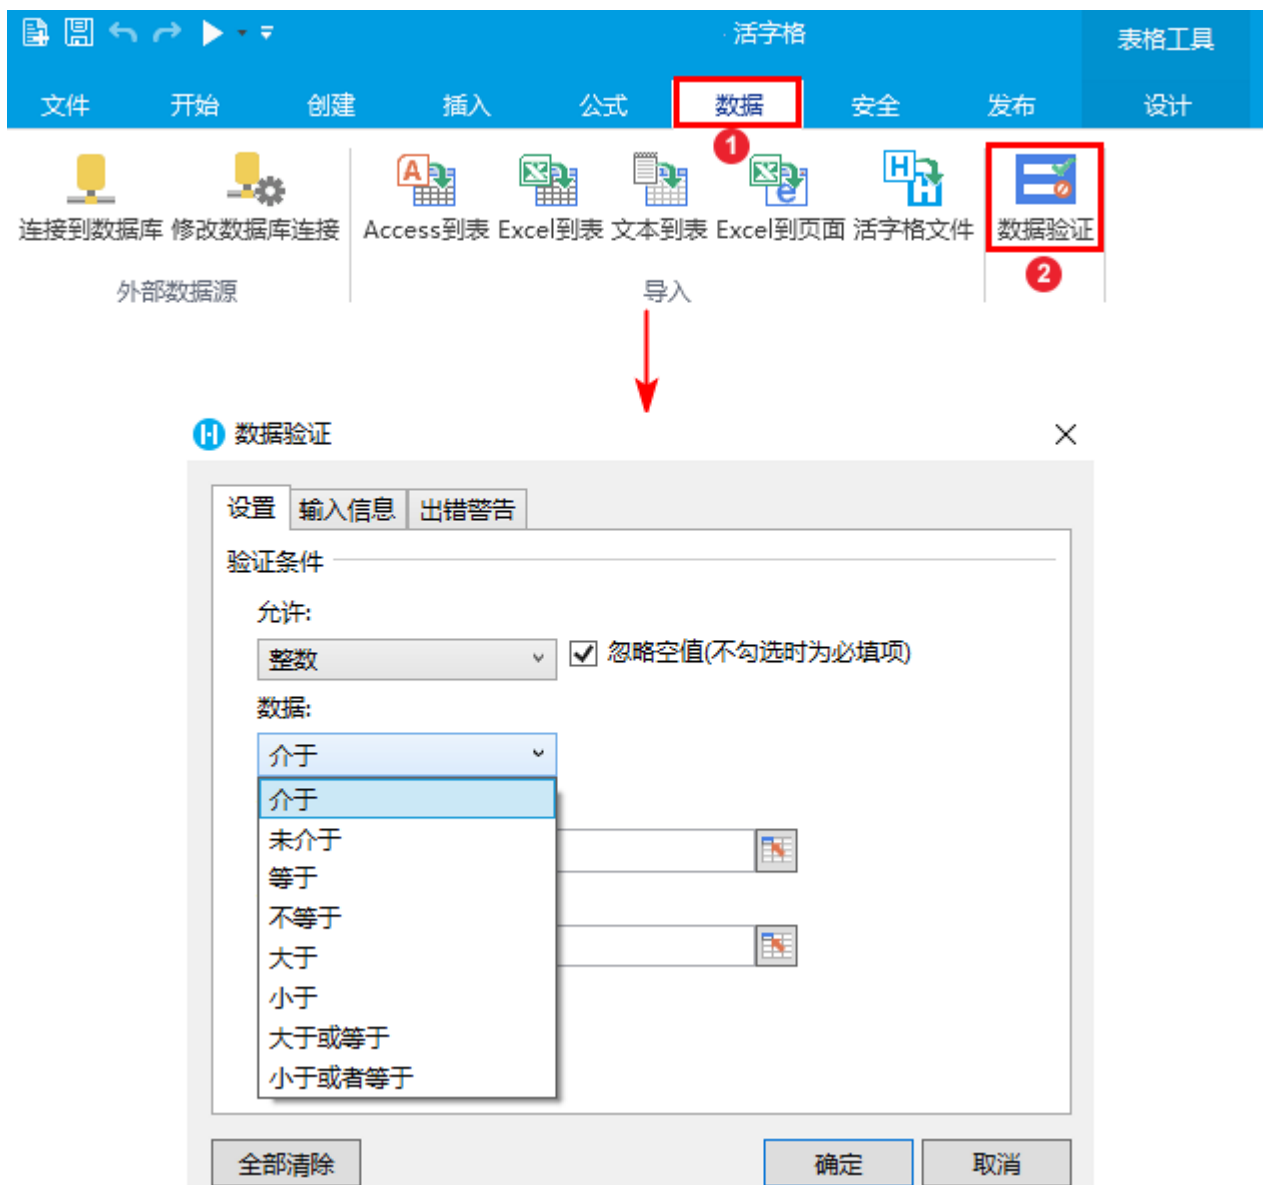 活字格
表格工具
文件 开始 创建 插入 公式 数据 安全 发布 设计
1
连接到数据库 修改数据库连接 Access到表 Excel到表 文本到表 Excel到页面 活字格文件 数据验证
2
外部数据源 导入
数据验证
设置 输入信息 出错警告
验证条件
允许:
整数 忽略空值(不勾选时为必填项)
数据:
介于
介于
未介于
等于
不等于
大于
小于
大于或等于
小于或者等于
全部清除 确定 取消